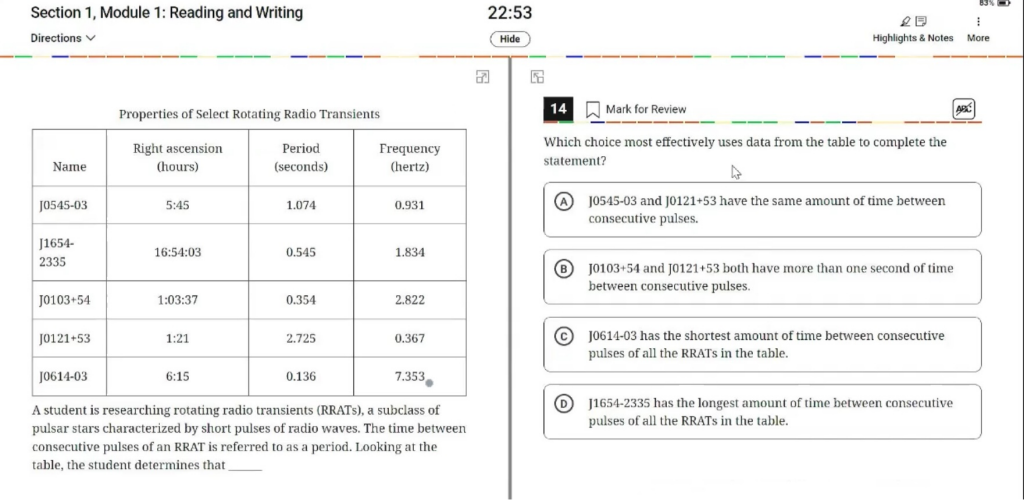 Section 1, Module 1: Reading and Writing
22:53
83%
Directions
Hide
Highlights & Notes
More
Properties of Select Rotating Radio Transients
Name
Right ascension
(hours)
Period
(seconds)
Frequency
(hertz)
J0545-03
5:45
1.074
0.931
J1654-
2335
16:54:03
0.545
1.834
J0103+54
1:03:37
0.354
2.822
J0121+53
1:21
2.725
0.367
J0614-03
6:15
0.136
7.353
A student is researching rotating radio transients (RRATs), a subclass of
pulsar stars characterized by short pulses of radio waves. The time between
consecutive pulses of an RRAT is referred to as a period. Looking at the
table, the student determines that ______
14
Mark for Review
ABC
Which choice most effectively uses data from the table to complete the
statement?
A
J0545-03 and J0121+53 have the same amount of time between
consecutive pulses.
B
J0103+54 and J0121+53 both have more than one second of time
between consecutive pulses.
C
J0614-03 has the shortest amount of time between consecutive
pulses of all the RRATs in the table.
D
J1654-2335 has the longest amount of time between consecutive
pulses of all the RRATs in the table.